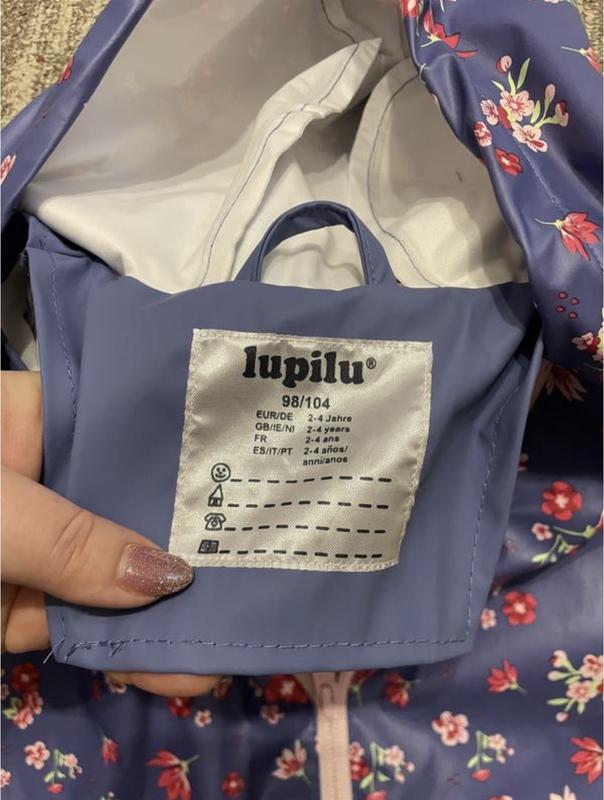 lupilu®
98/104
EUR/DE 2-4 Jahre
GB/IE/NI 2-4 years
FR 2-4 ans
ES/IT/PT 2-4 años/
anni/anos